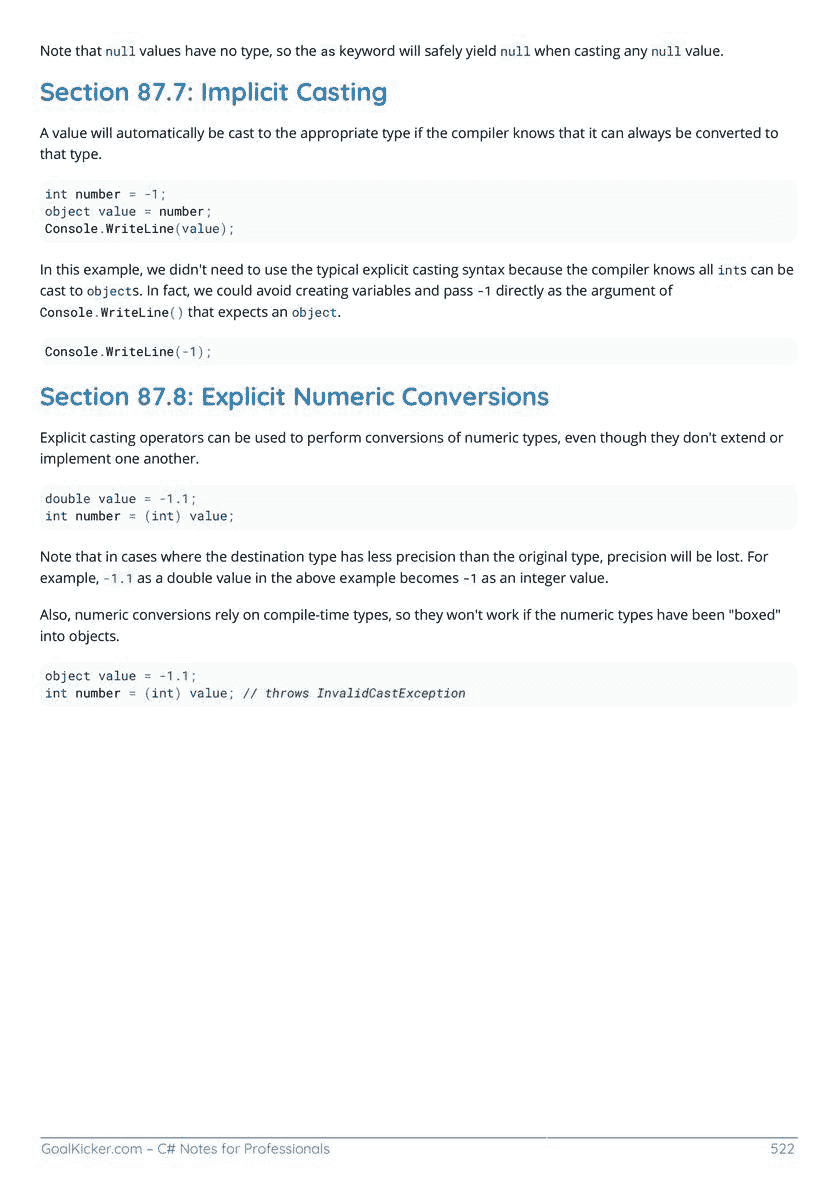 Note that null values have no type, so the as keyword will safely yield null when casting any null value.
Section 87.7: Implicit Casting
A value will automatically be cast to the appropriate type if the compiler knows that it can always be converted to
that type.
int number = -1;
object value = number;
Console.WriteLine(value);
In this example, we didn't need to use the typical explicit casting syntax because the compiler knows all ints can be
cast to objects. In fact, we could avoid creating variables and pass -1 directly as the argument of
Console.WriteLine() that expects an object.
Console.WriteLine(-1);
Section 87.8: Explicit Numeric Conversions
Explicit casting operators can be used to perform conversions of numeric types, even though they don't extend or
implement one another.
double value = -1.1;
int number = (int) value;
Note that in cases where the destination type has less precision than the original type, precision will be lost. For
example, -1.1 as a double value in the above example becomes -1 as an integer value.
Also, numeric conversions rely on compile-time types, so they won't work if the numeric types have been "boxed"
into objects.
object value = -1.1;
int number = (int) value; // throws InvalidCastException
GoalKicker.com – C# Notes for Professionals 522